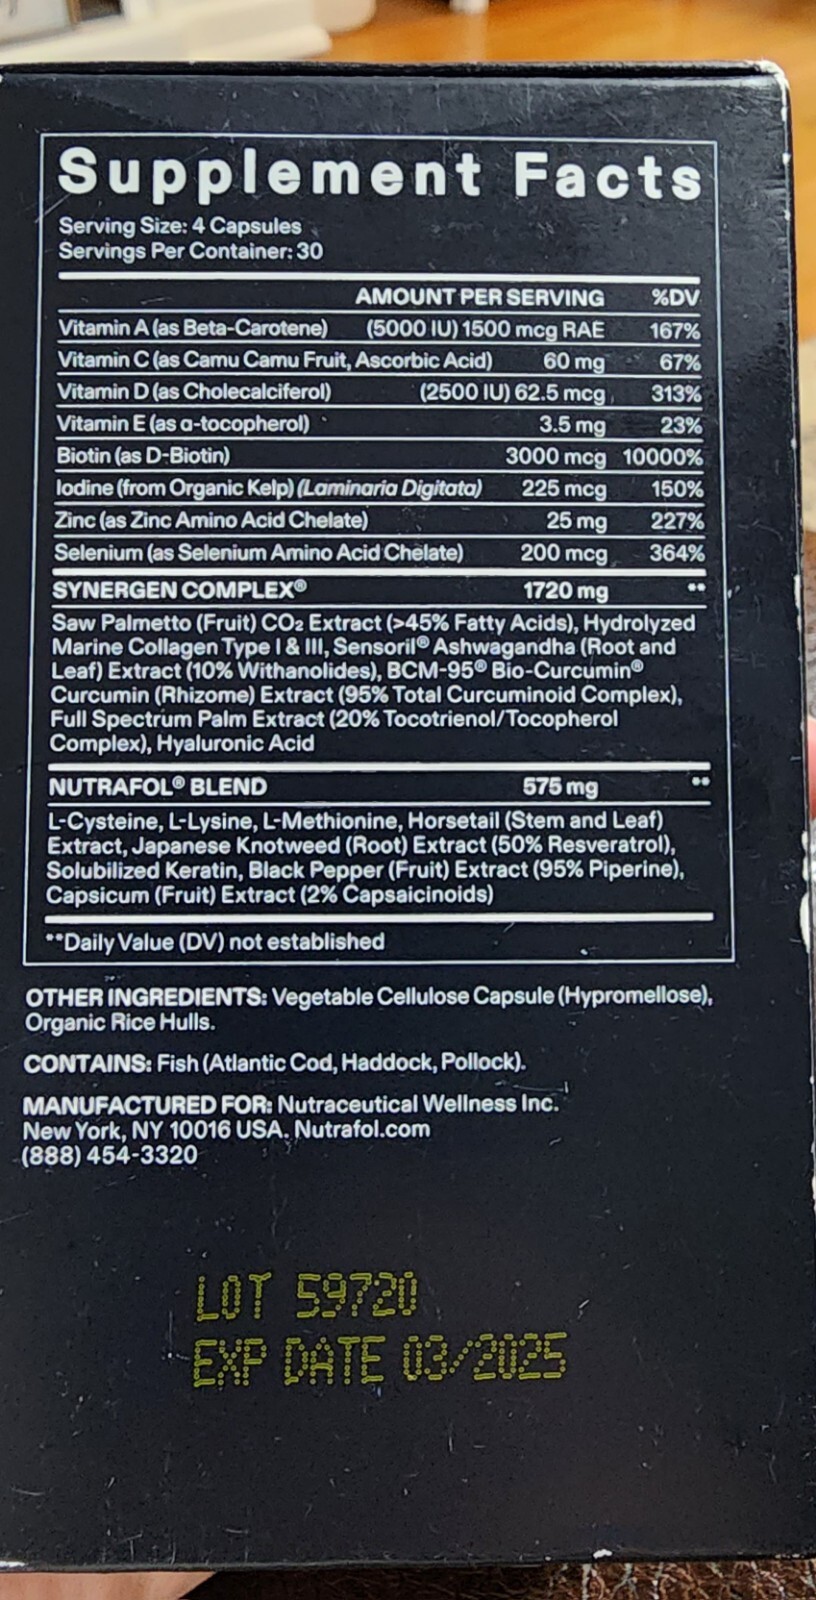 Supplement Facts
Serving Size: 4 Capsules
Servings Per Container: 30
AMOUNT PER SERVING %DV
Vitamin A (as Beta-Carotene) (5000 IU) 1500 mcg RAE 167%
Vitamin C (as Camu Camu Fruit, Ascorbic Acid) 60 mg 67%
Vitamin D (as Cholecalciferol) (2500 IU) 62.5 mcg 313%
Vitamin E (as α-tocopherol) 3.5 mg 23%
Biotin (as D-Biotin) 3000 mcg 10000%
Iodine (from Organic Kelp) (Laminaria Digitata) 225 mcg 150%
Zinc (as Zinc Amino Acid Chelate) 25 mg 227%
Selenium (as Selenium Amino Acid Chelate) 200 mcg 364%
SYNERGEN COMPLEX® 1720 mg **
Saw Palmetto (Fruit) CO₂ Extract (>45% Fatty Acids), Hydrolyzed
Marine Collagen Type I & III, Sensoril® Ashwagandha (Root and
Leaf) Extract (10% Withanolides), BCM-95® Bio-Curcumin®
Curcumin (Rhizome) Extract (95% Total Curcuminoid Complex),
Full Spectrum Palm Extract (20% Tocotrienol/Tocopherol
Complex), Hyaluronic Acid
NUTRAFOL® BLEND 575 mg **
L-Cysteine, L-Lysine, L-Methionine, Horsetail (Stem and Leaf)
Extract, Japanese Knotweed (Root) Extract (50% Resveratrol),
Solubilized Keratin, Black Pepper (Fruit) Extract (95% Piperine),
Capsicum (Fruit) Extract (2% Capsaicinoids)
**Daily Value (DV) not established
OTHER INGREDIENTS: Vegetable Cellulose Capsule (Hypromellose),
Organic Rice Hulls.
CONTAINS: Fish (Atlantic Cod, Haddock, Pollock).
MANUFACTURED FOR: Nutraceutical Wellness Inc.
New York, NY 10016 USA. Nutrafol.com
(888) 454-3320
LOT 59720
EXP DATE 03/2025